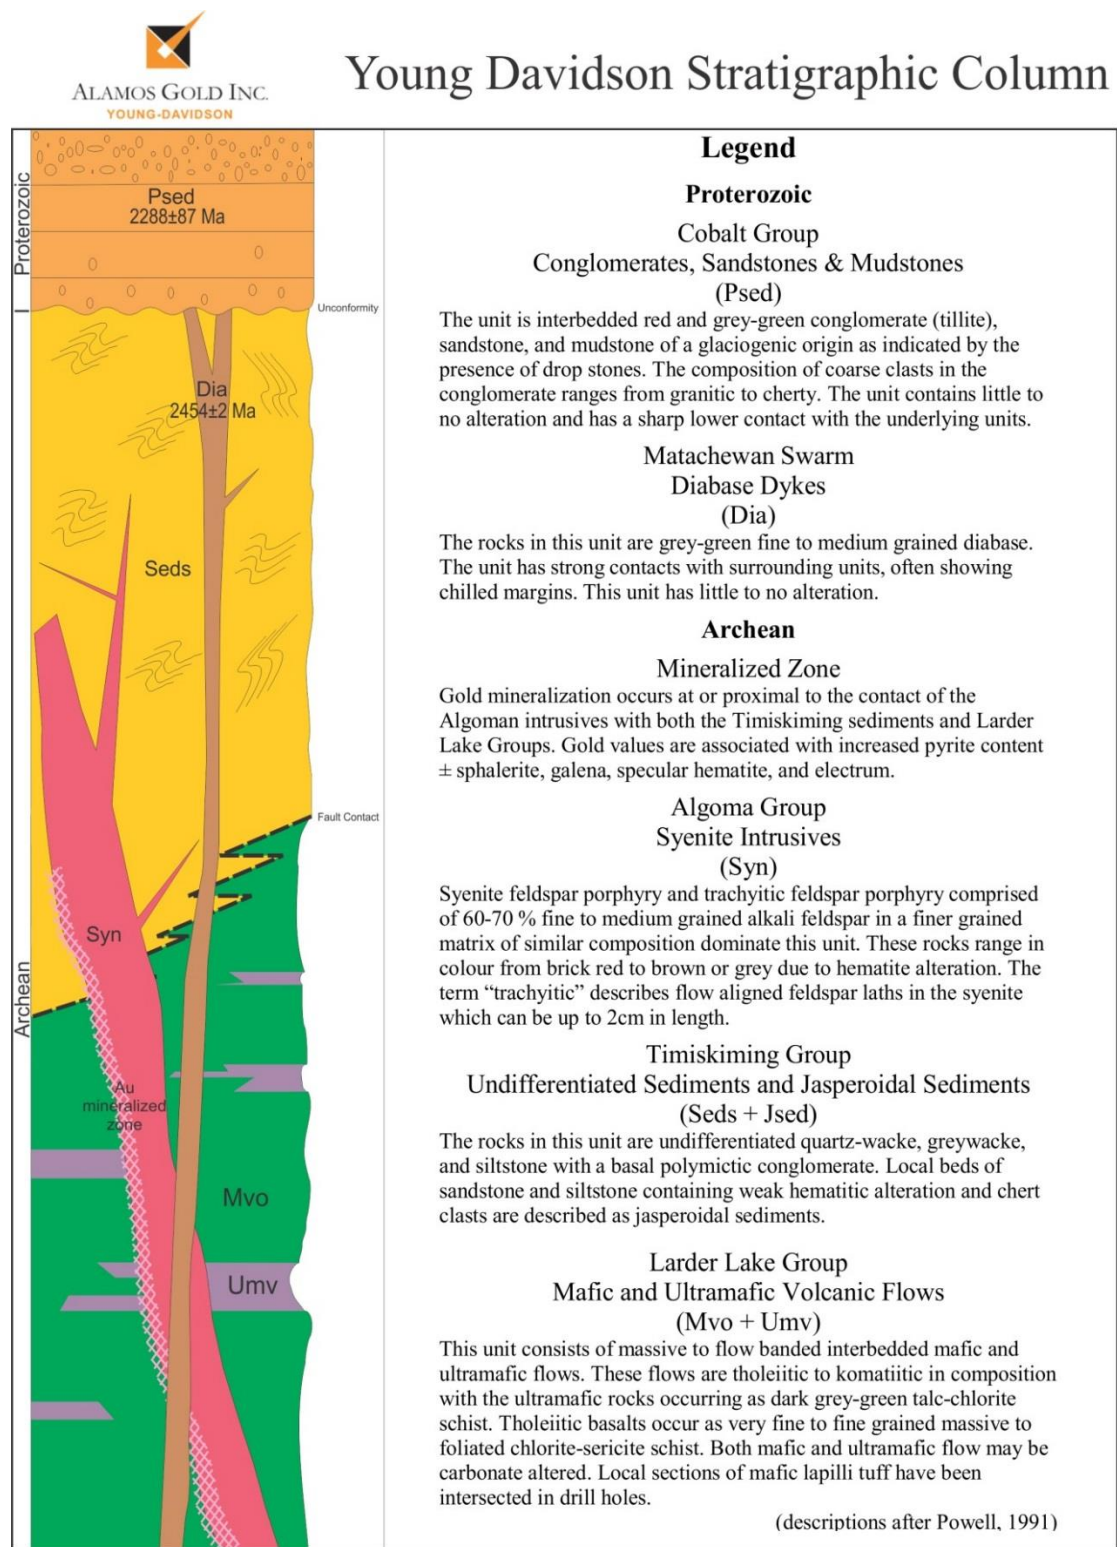 ALAMOS GOLD INC.
YOUNG-DAVIDSON
Young Davidson Stratigraphic Column
Proterozoic
Archean
Psed
2288±87 Ma
Unconformity
Dia
2454±2 Ma
Seds
Fault Contact
Syn
Au
mineralized
zone
Mvo
Umv
Legend
Proterozoic
Cobalt Group
Conglomerates, Sandstones & Mudstones
(Psed)
The unit is interbedded red and grey-green conglomerate (tillite),
sandstone, and mudstone of a glaciogenic origin as indicated by the
presence of drop stones. The composition of coarse clasts in the
conglomerate ranges from granitic to cherty. The unit contains little to
no alteration and has a sharp lower contact with the underlying units.
Matachewan Swarm
Diabase Dykes
(Dia)
The rocks in this unit are grey-green fine to medium grained diabase.
The unit has strong contacts with surrounding units, often showing
chilled margins. This unit has little to no alteration.
Archean
Mineralized Zone
Gold mineralization occurs at or proximal to the contact of the
Algoman intrusives with both the Timiskiming sediments and Larder
Lake Groups. Gold values are associated with increased pyrite content
± sphalerite, galena, specular hematite, and electrum.
Algoma Group
Syenite Intrusives
(Syn)
Syenite feldspar porphyry and trachyitic feldspar porphyry comprised
of 60-70 % fine to medium grained alkali feldspar in a finer grained
matrix of similar composition dominate this unit. These rocks range in
colour from brick red to brown or grey due to hematite alteration. The
term “trachyitic” describes flow aligned feldspar laths in the syenite
which can be up to 2cm in length.
Timiskiming Group
Undifferentiated Sediments and Jasperoidal Sediments
(Seds + Jsed)
The rocks in this unit are undifferentiated quartz-wacke, greywacke,
and siltstone with a basal polymictic conglomerate. Local beds of
sandstone and siltstone containing weak hematitic alteration and chert
clasts are described as jasperoidal sediments.
Larder Lake Group
Mafic and Ultramafic Volcanic Flows
(Mvo + Umv)
This unit consists of massive to flow banded interbedded mafic and
ultramafic flows. These flows are tholeiitic to komatiitic in composition
with the ultramafic rocks occurring as dark grey-green talc-chlorite
schist. Tholeiitic basalts occur as very fine to fine grained massive to
foliated chlorite-sericite schist. Both mafic and ultramafic flow may be
carbonate altered. Local sections of mafic lapilli tuff have been
intersected in drill holes.
(descriptions after Powell, 1991)